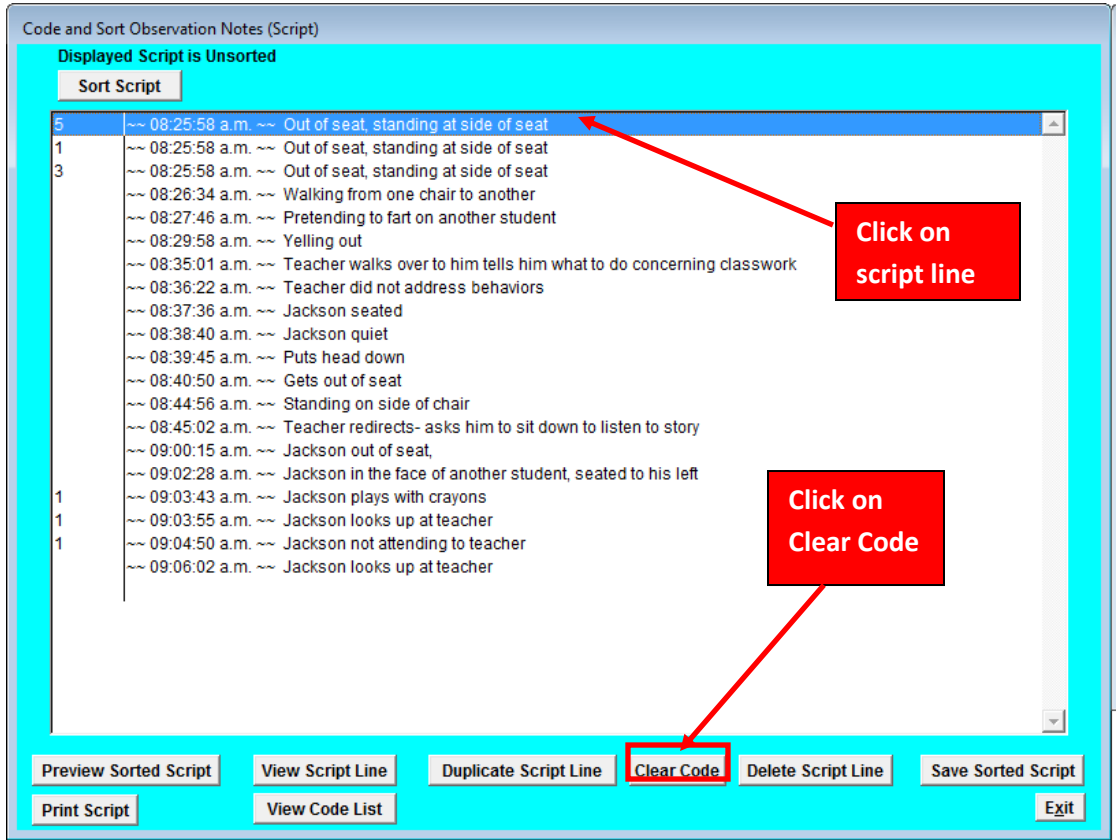 Code and Sort Observation Notes (Script)
Displayed Script is Unsorted
Sort Script
5 ~~ 08:25:58 a.m. ~~ Out of seat, standing at side of seat
1 ~~ 08:25:58 a.m. ~~ Out of seat, standing at side of seat
3 ~~ 08:25:58 a.m. ~~ Out of seat, standing at side of seat
~~ 08:26:34 a.m. ~~ Walking from one chair to another
~~ 08:27:46 a.m. ~~ Pretending to fart on another student
~~ 08:29:58 a.m. ~~ Yelling out
~~ 08:35:01 a.m. ~~ Teacher walks over to him tells him what to do concerning classwork
~~ 08:36:22 a.m. ~~ Teacher did not address behaviors
~~ 08:37:36 a.m. ~~ Jackson seated
~~ 08:38:40 a.m. ~~ Jackson quiet
~~ 08:39:45 a.m. ~~ Puts head down
~~ 08:40:50 a.m. ~~ Gets out of seat
~~ 08:44:56 a.m. ~~ Standing on side of chair
~~ 08:45:02 a.m. ~~ Teacher redirects- asks him to sit down to listen to story
~~ 09:00:15 a.m. ~~ Jackson out of seat,
~~ 09:02:28 a.m. ~~ Jackson in the face of another student, seated to his left
1 ~~ 09:03:43 a.m. ~~ Jackson plays with crayons
1 ~~ 09:03:55 a.m. ~~ Jackson looks up at teacher
1 ~~ 09:04:50 a.m. ~~ Jackson not attending to teacher
~~ 09:06:02 a.m. ~~ Jackson looks up at teacher
Click on
script line
Click on
Clear Code
Preview Sorted Script View Script Line Duplicate Script Line Clear Code Delete Script Line Save Sorted Script
Print Script View Code List Exit